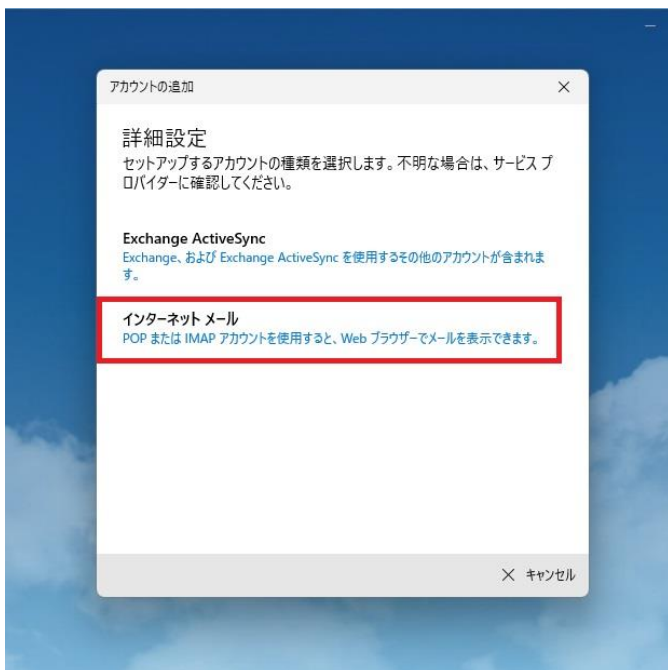 アカウントの追加
詳細設定
セットアップするアカウントの種類を選択します。不明な場合は、サービス プ
ロバイダーに確認してください。
Exchange ActiveSync
Exchange、および Exchange ActiveSync を使用するその他のアカウントが含まれま
す。
インターネット メール
POP または IMAP アカウントを使用すると、Web ブラウザーでメールを表示できます。
キャンセル